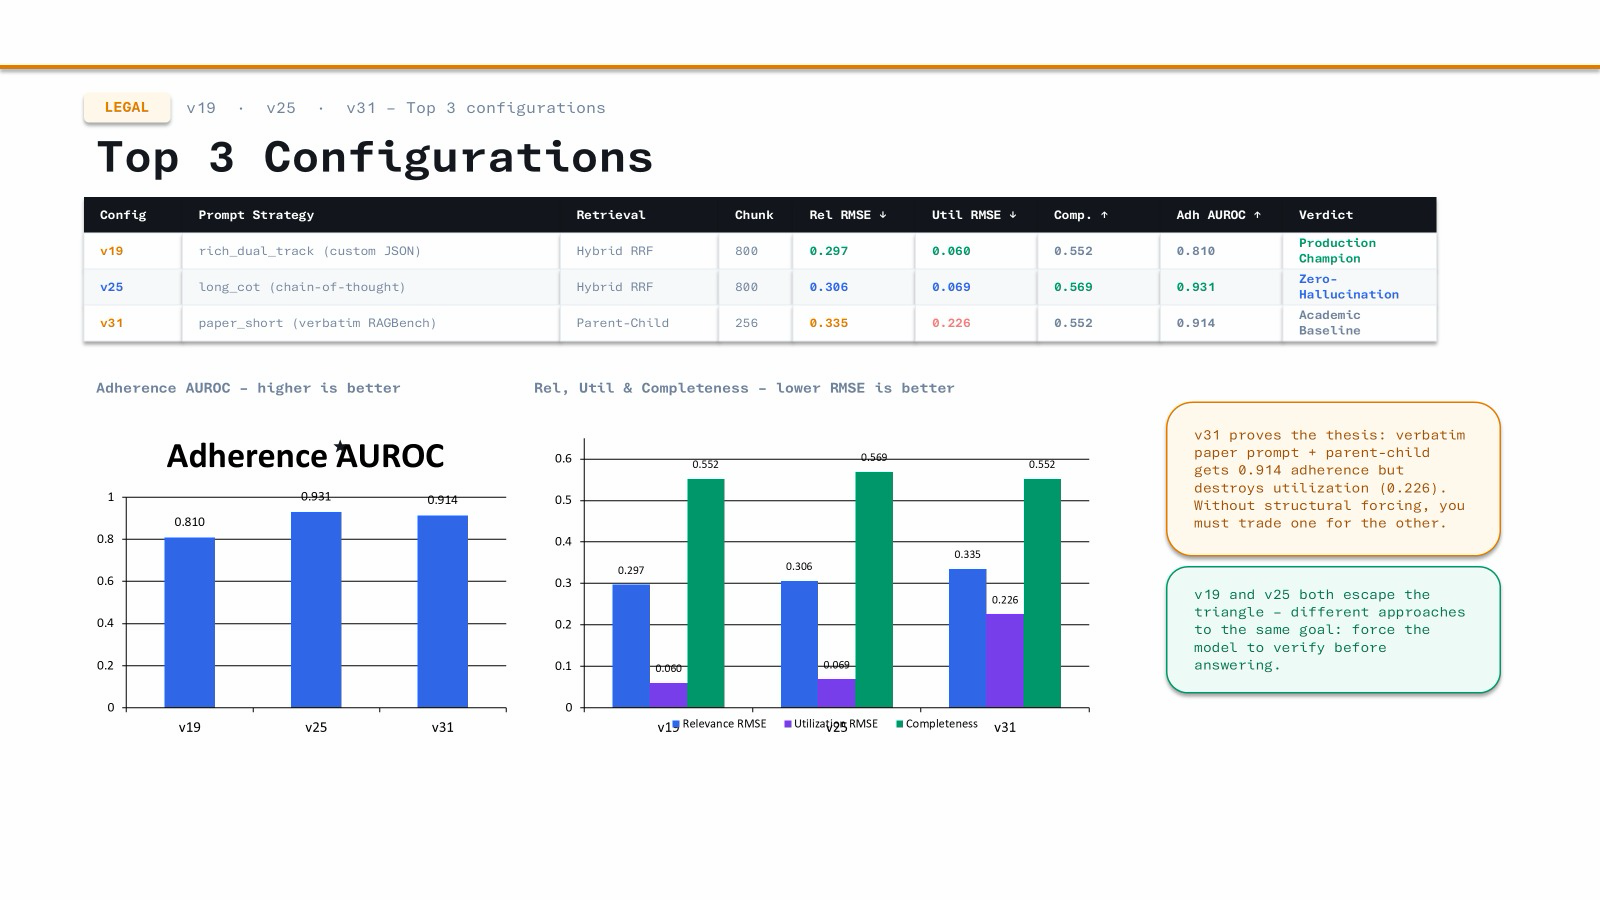 LEGAL v19 · v25 · v31 – Top 3 configurations
Top 3 Configurations
Config Prompt Strategy Retrieval Chunk Rel RMSE ↓ Util RMSE ↓ Comp. ↑ Adh AUROC ↑ Verdict
v19 rich_dual_track (custom JSON) Hybrid RRF 800 0.297 0.060 0.552 0.810 Production
Champion
v25 long_cot (chain-of-thought) Hybrid RRF 800 0.306 0.069 0.569 0.931 Zero-
Hallucination
v31 paper_short (verbatim RAGBench) Parent-Child 256 0.335 0.226 0.552 0.914 Academic
Baseline
Adherence AUROC – higher is better
Adherence AUROC
1
0.8
0.6
0.4
0.2
0
0.810
0.931
0.914
v19 v25 v31
Rel, Util & Completeness – lower RMSE is better
0.6
0.5
0.4
0.3
0.2
0.1
0
0.297
0.060
0.552
0.306
0.069
0.569
0.335
0.226
0.552
v19 v25 v31
Relevance RMSE Utilization RMSE Completeness
v31 proves the thesis: verbatim
paper prompt + parent-child
gets 0.914 adherence but
destroys utilization (0.226).
Without structural forcing, you
must trade one for the other.
v19 and v25 both escape the
triangle – different approaches
to the same goal: force the
model to verify before
answering.